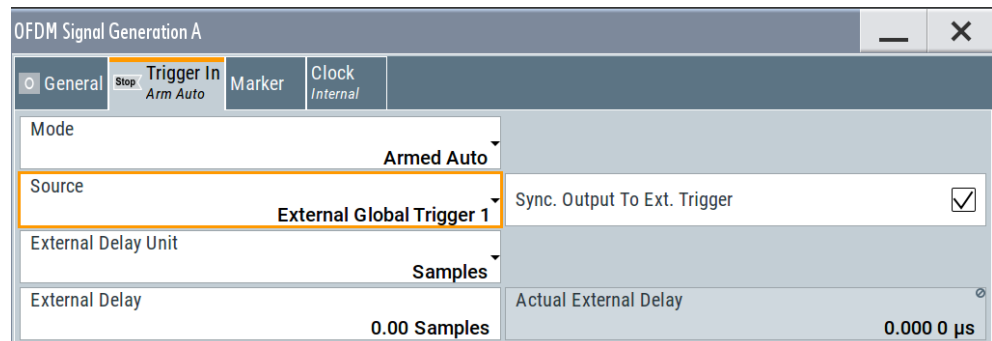 OFDM Signal Generation A
O General
Stop Trigger In
Arm Auto
Marker
Clock
Internal
Mode
Armed Auto
Source
External Global Trigger 1
Sync. Output To Ext. Trigger
External Delay Unit
Samples
External Delay
0.00 Samples
Actual External Delay
0.000 0 µs